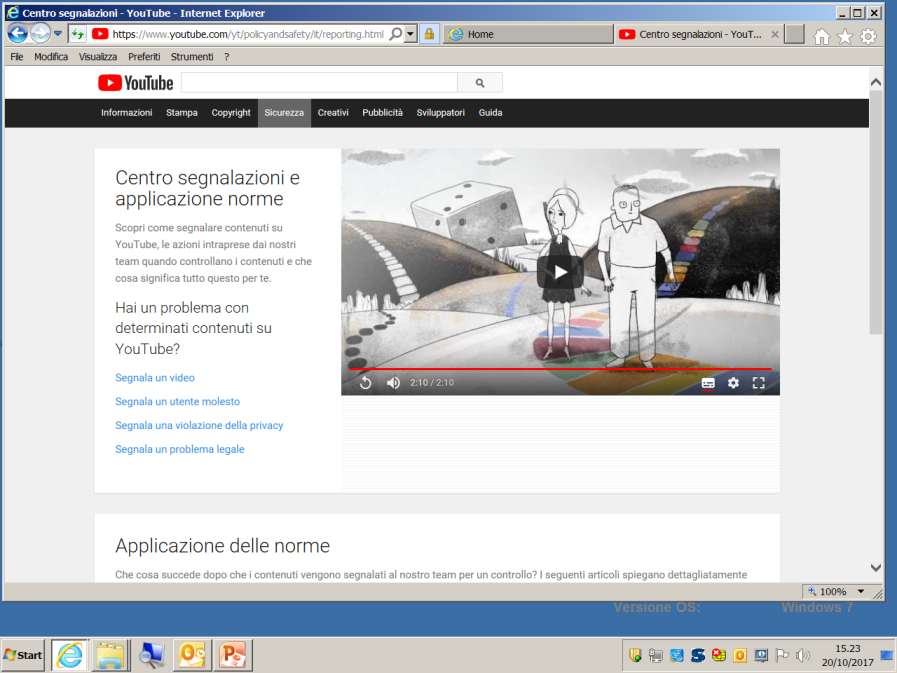 Centro segnalazioni - YouTube - Internet Explorer
https://www.youtube.com/yt/policyandsafety/it/reporting.html
Home
Centro segnalazioni - YouT...
File Modifica Visualizza Preferiti Strumenti ?
YouTube
Informazioni Stampa Copyright Sicurezza Creativi Pubblicità Sviluppatori Guida
Centro segnalazioni e
applicazione norme
Scopri come segnalare contenuti su
YouTube, le azioni intraprese dai nostri
team quando controllano i contenuti e che
cosa significa tutto questo per te.
Hai un problema con
determinati contenuti su
YouTube?
Segnala un video
Segnala un utente molesto
Segnala una violazione della privacy
Segnala un problema legale
2:10 / 2:10
Applicazione delle norme
Che cosa succede dopo che i contenuti vengono segnalati al nostro team per un controllo? I seguenti articoli spiegano dettagliatamente
100%
Versione OS: Windows 7
Start
15.23
20/10/2017